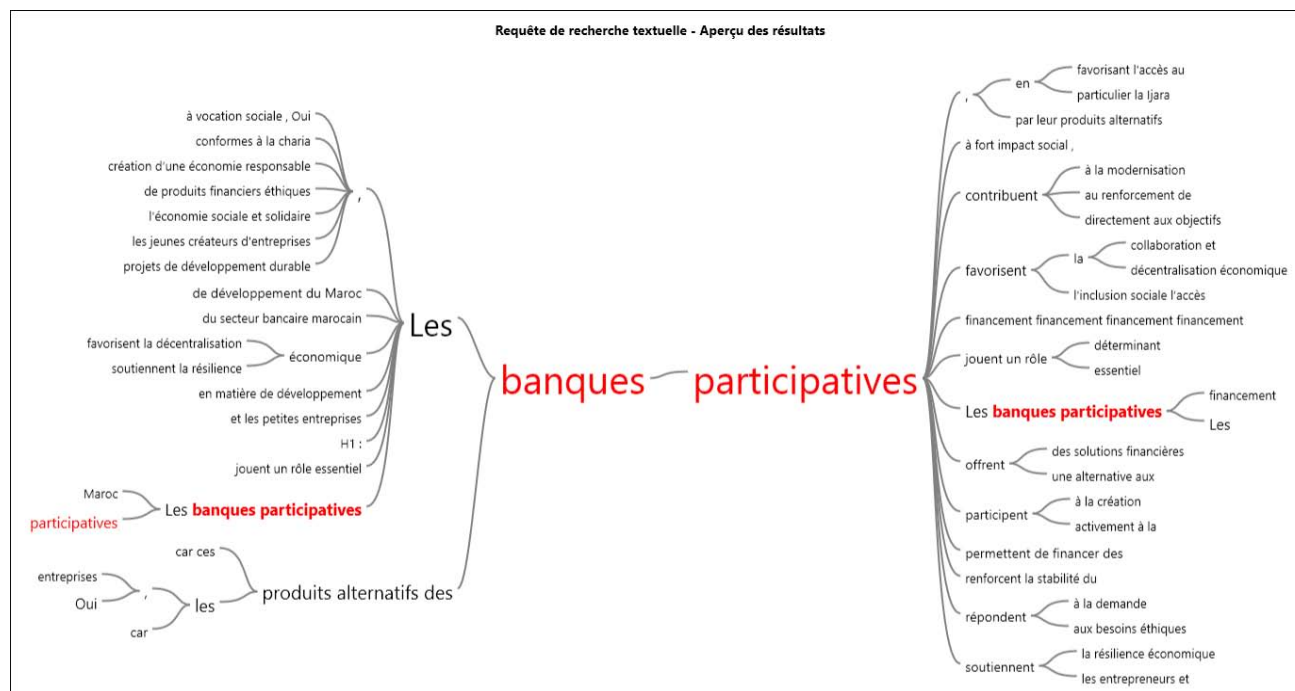 Requête de recherche textuelle - Aperçu des résultats
à vocation sociale , Oui
conformes à la charia
création d'une économie responsable
de produits financiers éthiques
l'économie sociale et solidaire
les jeunes créateurs d'entreprises
projets de développement durable
,
de développement du Maroc
du secteur bancaire marocain
favorisent la décentralisation
soutiennent la résilience
économique
en matière de développement
et les petites entreprises
H1 :
jouent un rôle essentiel
Maroc
participatives
Les banques participatives
Les
car ces
entreprises
Oui
,
car
les
produits alternatifs des
banques participatives
,
en
favorisant l'accès au
particulier la Ijara
par leur produits alternatifs
à fort impact social ,
contribuent
à la modernisation
au renforcement de
directement aux objectifs
favorisent
la
collaboration et
décentralisation économique
l'inclusion sociale l'accès
financement financement financement financement
jouent un rôle
déterminant
essentiel
Les banques participatives
financement
Les
offrent
des solutions financières
une alternative aux
participent
à la création
activement à la
permettent de financer des
renforcent la stabilité du
répondent
à la demande
aux besoins éthiques
soutiennent
la résilience économique
les entrepreneurs et